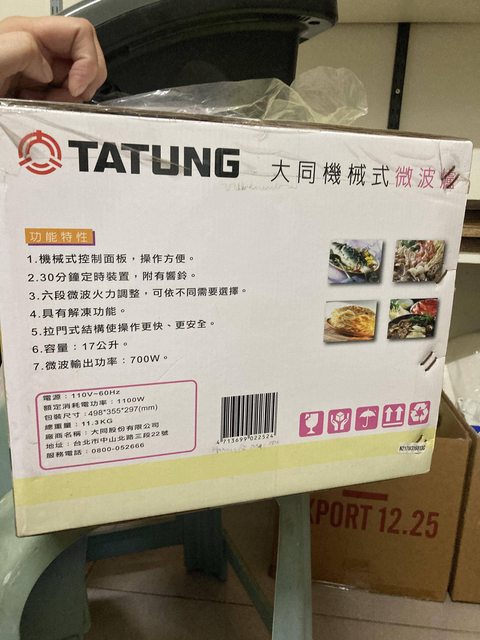 TATUNG 大同機械式微波爐
功能特性
1.機械式控制面板，操作方便。
2.30分鐘定時裝置，附有響鈴。
3.六段微波火力調整，可依不同需要選擇。
4.具有解凍功能。
5.拉門式結構使操作更快、更安全。
6.容量：17公升。
7.微波輸出功率：700W。
電源：110V~60Hz
額定消耗電功率：1100W
包裝尺寸：498*355*297(mm)
總重量：11.3KG
廠商名稱：大同股份有限公司
地址：台北市中山北路三段22號
服務電話：0800-052666
4713699022524
XPORT 12.25